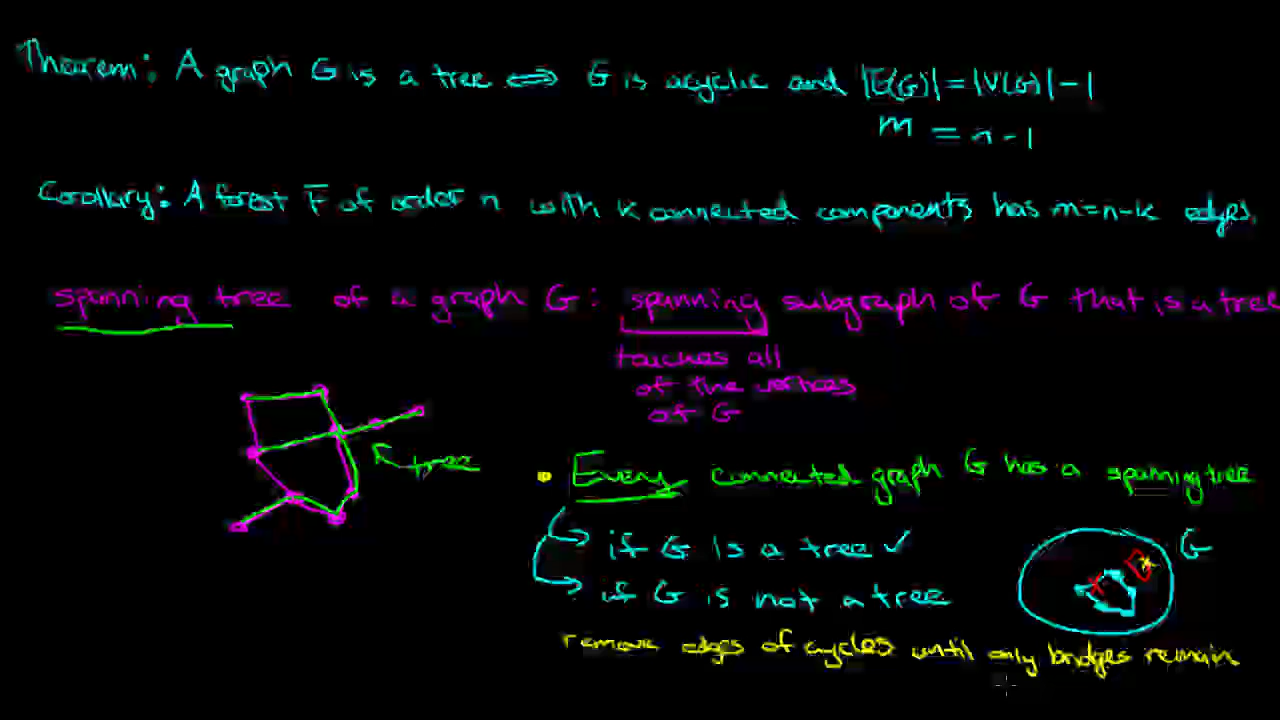 Theorem: A graph G is a tree ⟺ G is acyclic and |E(G)| = |V(G)| - 1
m = n - 1
Corollary: A forest F of order n with k connected components has m=n-k edges.
spanning tree of a graph G: spanning subgraph of G that is a tree
touches all
of the vertices
of G
tree
• Every connected graph G has a spanning tree
if G is a tree ✓
G
if G is not a tree
remove edges of cycles until only bridges remain